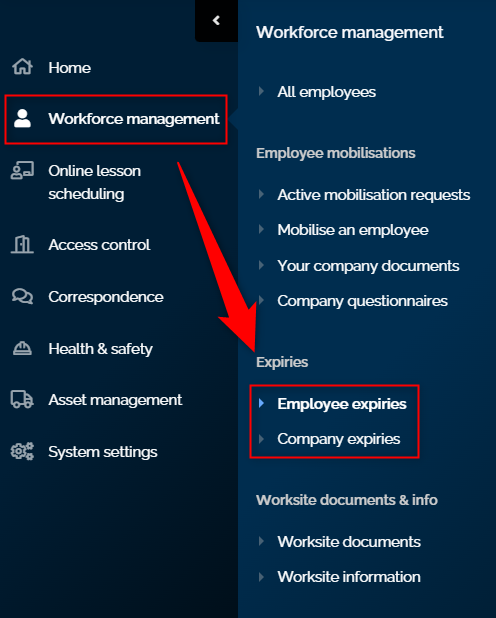 Home
Workforce management
Online lesson
scheduling
Access control
Correspondence
Health & safety
Asset management
System settings
Workforce management
All employees
Employee mobilisations
Active mobilisation requests
Mobilise an employee
Your company documents
Company questionnaires
Expiries
Employee expiries
Company expiries
Worksite documents & info
Worksite documents
Worksite information